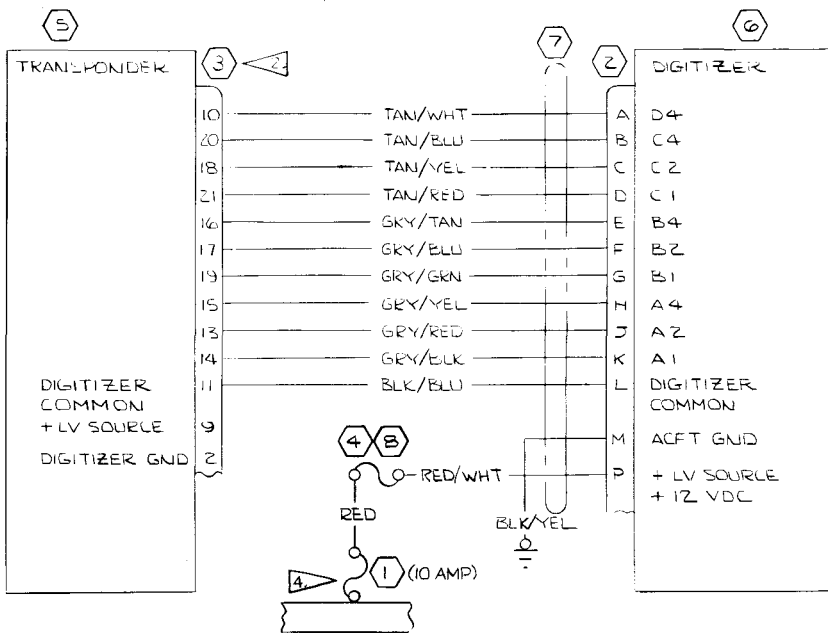 5
6
7
TRANSPONDER
3
2
2
DIGITIZER
10 TAN/WHT A D4
20 TAN/BLU B C4
18 TAN/YEL C C2
21 TAN/RED D C1
16 GRY/TAN E B4
17 GRY/BLU F B2
19 GRY/GRN G B1
15 GRY/YEL H A4
13 GRY/RED J A2
14 GRY/BLK K A1
DIGITIZER 11 BLK/BLU L DIGITIZER
COMMON COMMON
+ LV SOURCE 9
4 8
M ACFT GND
DIGITIZER GND 2
RED/WHT P + LV SOURCE
+ 12 VDC
RED
BLK/YEL
4
1 (10 AMP)